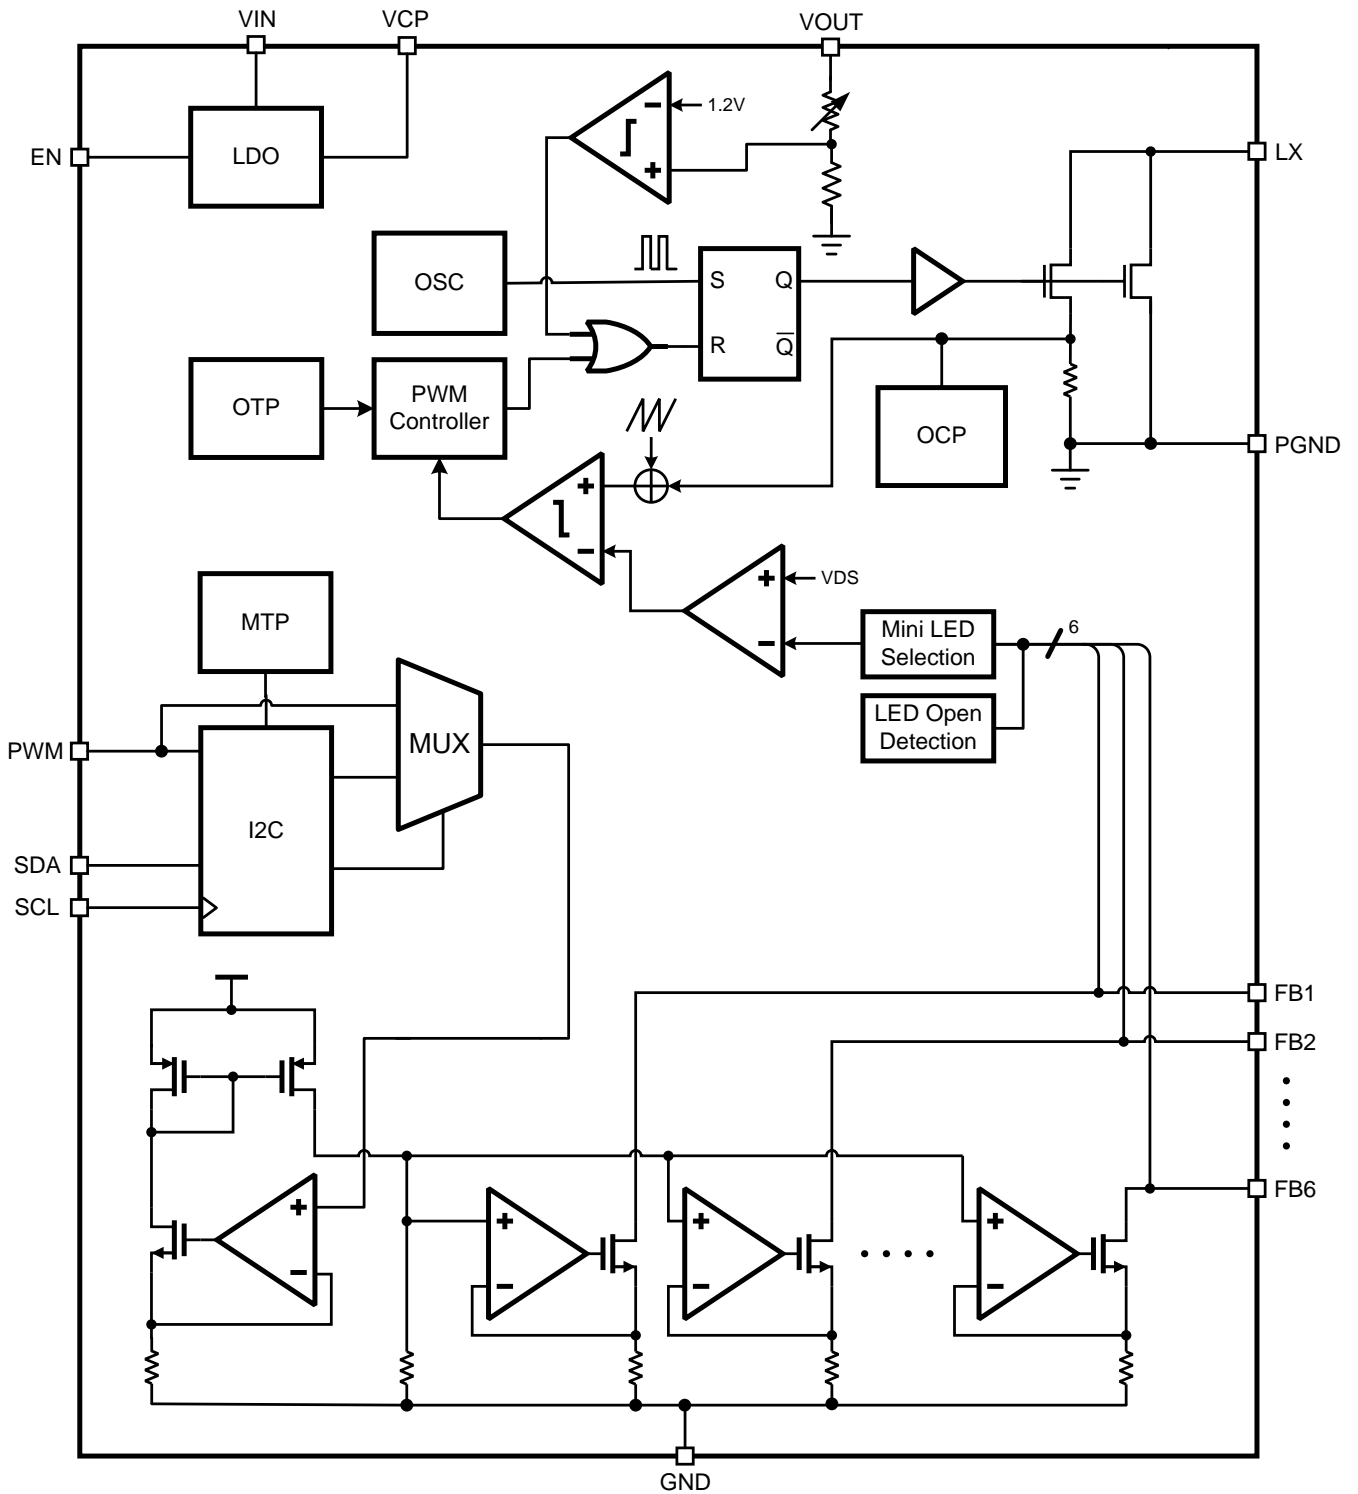 VIN
VCP
VOUT
1.2V
EN
LDO
LX
OSC
S
Q
R
Q̅
OTP
PWM
Controller
OCP
PGND
VDS
MTP
Mini LED
Selection
6
LED Open
Detection
PWM
MUX
I2C
SDA
SCL
FB1
FB2
FB6
GND